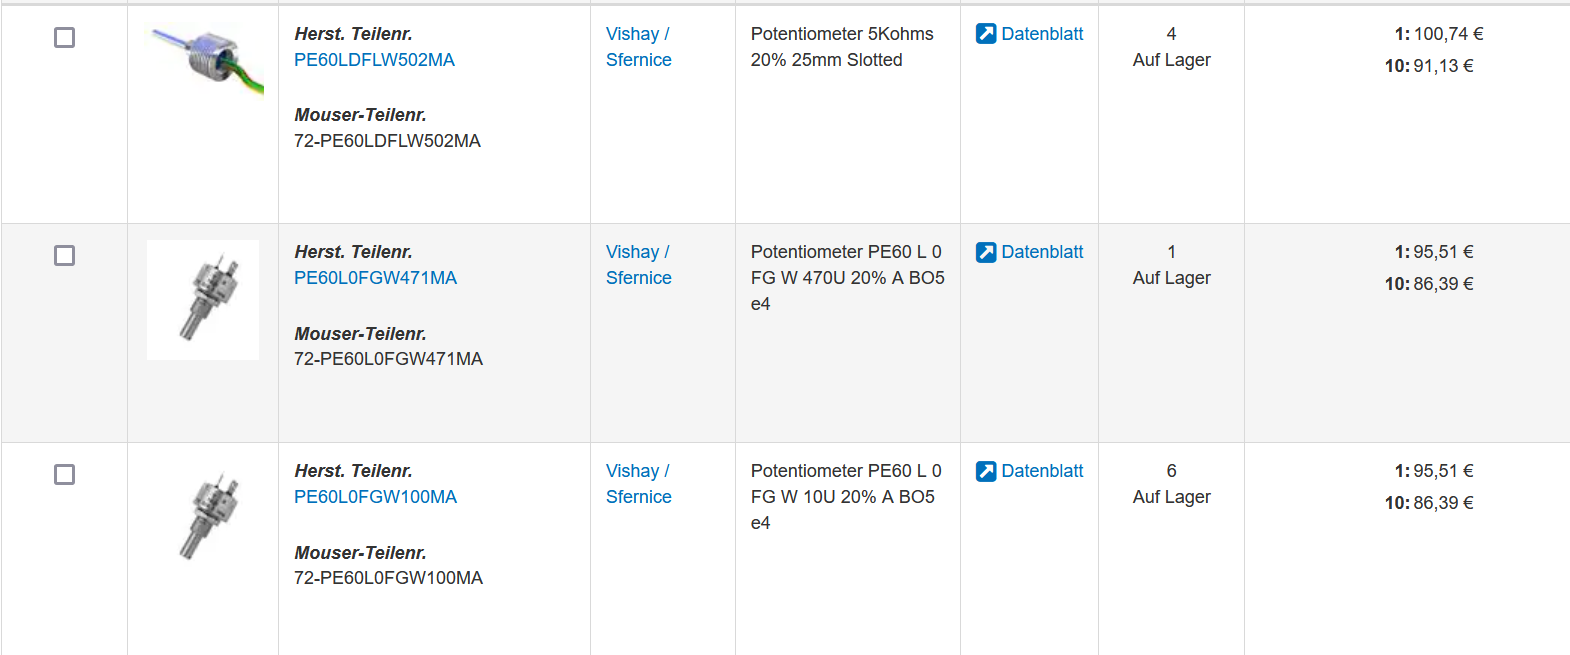 Herst. Teilenr.
PE60LDFLW502MA
Mouser-Teilenr.
72-PE60LDFLW502MA
Vishay /
Sfernice
Potentiometer 5Kohms
20% 25mm Slotted
Datenblatt
4
Auf Lager
1: 100,74 €
10: 91,13 €
Herst. Teilenr.
PE60L0FGW471MA
Mouser-Teilenr.
72-PE60L0FGW471MA
Vishay /
Sfernice
Potentiometer PE60 L 0
FG W 470U 20% A BO5
e4
Datenblatt
1
Auf Lager
1: 95,51 €
10: 86,39 €
Herst. Teilenr.
PE60L0FGW100MA
Mouser-Teilenr.
72-PE60L0FGW100MA
Vishay /
Sfernice
Potentiometer PE60 L 0
FG W 10U 20% A BO5
e4
Datenblatt
6
Auf Lager
1: 95,51 €
10: 86,39 €